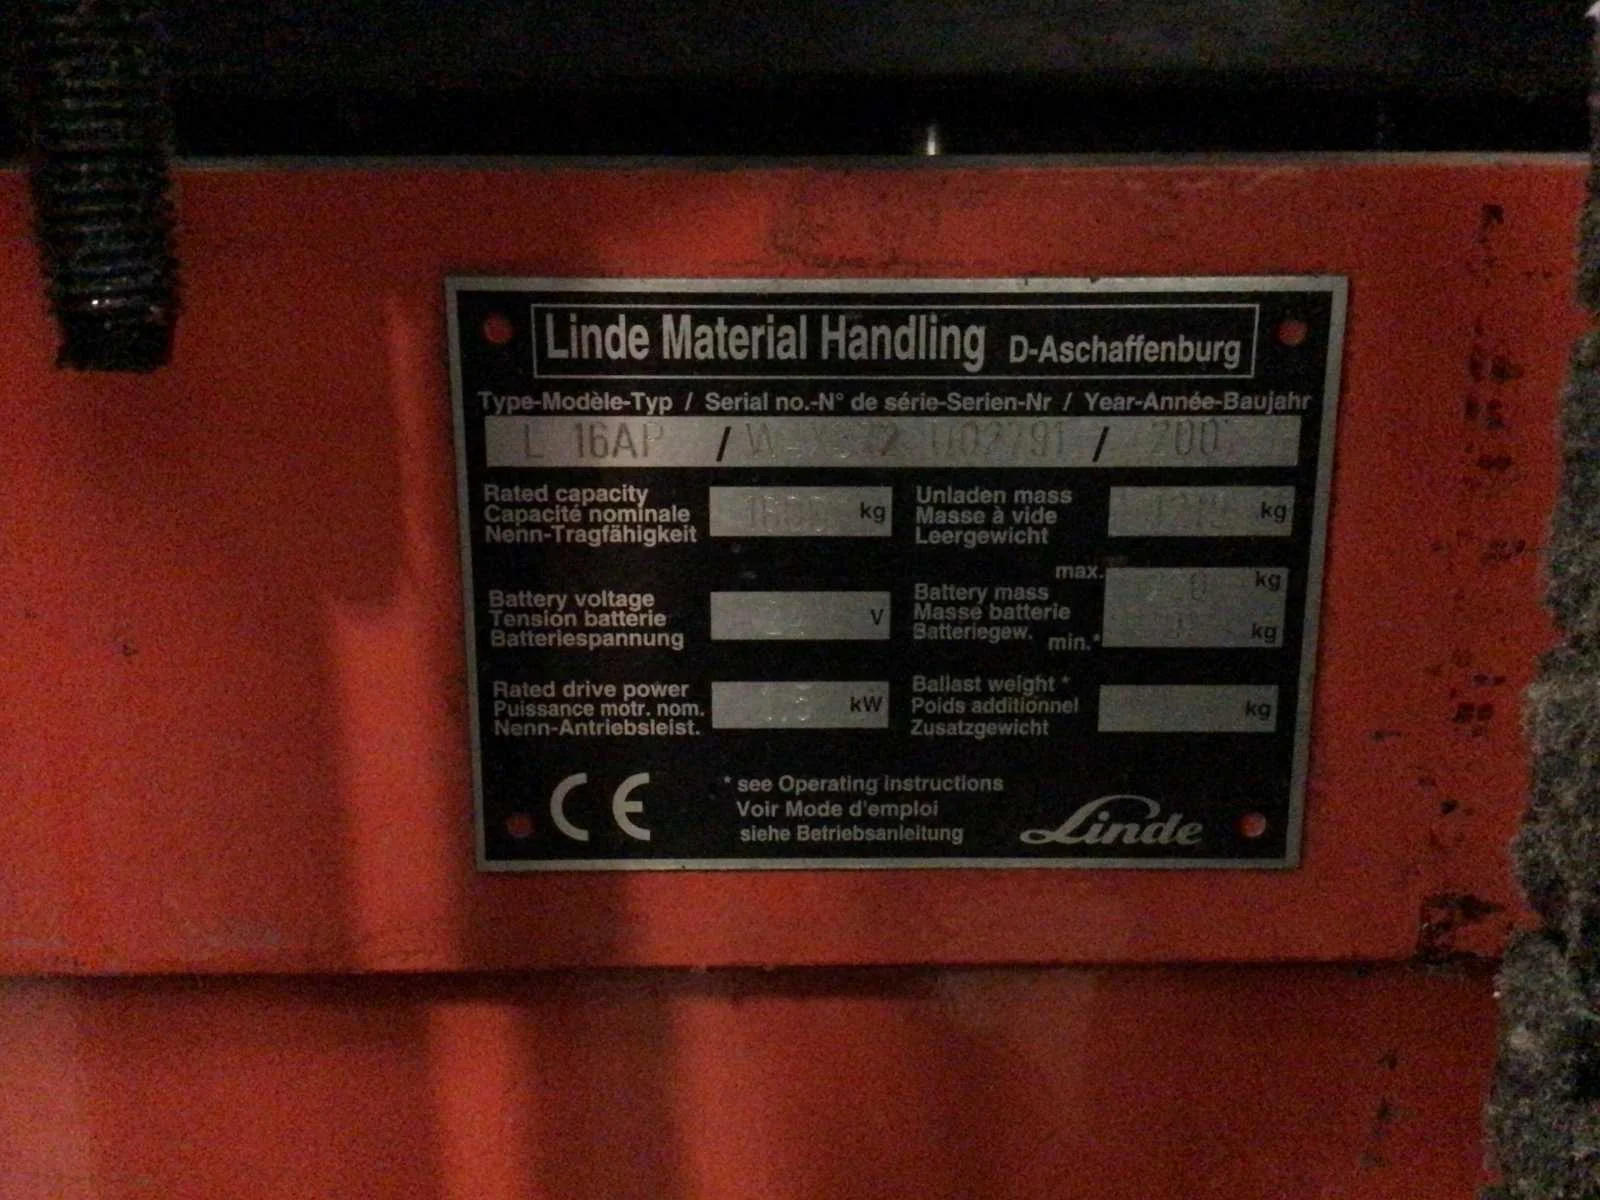 Linde Material Handling D-Aschaffenburg
Type-Modèle-Typ / Serial no.-N° de série-Serien-Nr / Year-Année-Baujahr
L 16AP / / 
Rated capacity
Capacité nominale
Nenn-Tragfähigkeit
kg
Unladen mass
Masse à vide
Leergewicht
kg
Battery voltage
Tension batterie
Batteriespannung
V
max. kg
Battery mass
Masse batterie
Batteriegew.
min.* kg
Rated drive power
Puissance motr. nom.
Nenn-Antriebsleist.
kW
Ballast weight *
Poids additionnel
Zusatzgewicht
kg
CE
* see Operating instructions
Voir Mode d'emploi
siehe Betriebsanleitung
Linde